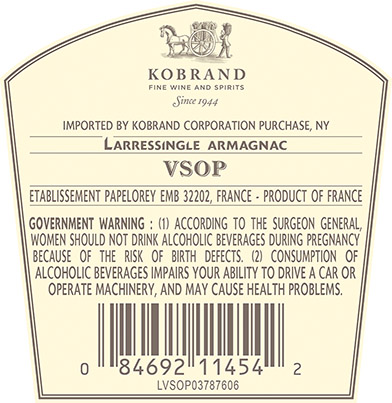 KOBRAND
FINE WINE AND SPIRITS
Since 1944
IMPORTED BY KOBRAND CORPORATION PURCHASE, NY
LARRESSINGLE ARMAGNAC
VSOP
ETABLISSEMENT PAPELOREY EMB 32202, FRANCE - PRODUCT OF FRANCE
GOVERNMENT WARNING : (1) ACCORDING TO THE SURGEON GENERAL,
WOMEN SHOULD NOT DRINK ALCOHOLIC BEVERAGES DURING PREGNANCY
BECAUSE OF THE RISK OF BIRTH DEFECTS. (2) CONSUMPTION OF
ALCOHOLIC BEVERAGES IMPAIRS YOUR ABILITY TO DRIVE A CAR OR
OPERATE MACHINERY, AND MAY CAUSE HEALTH PROBLEMS.
0 84692 11454 2
LVSOP03787606